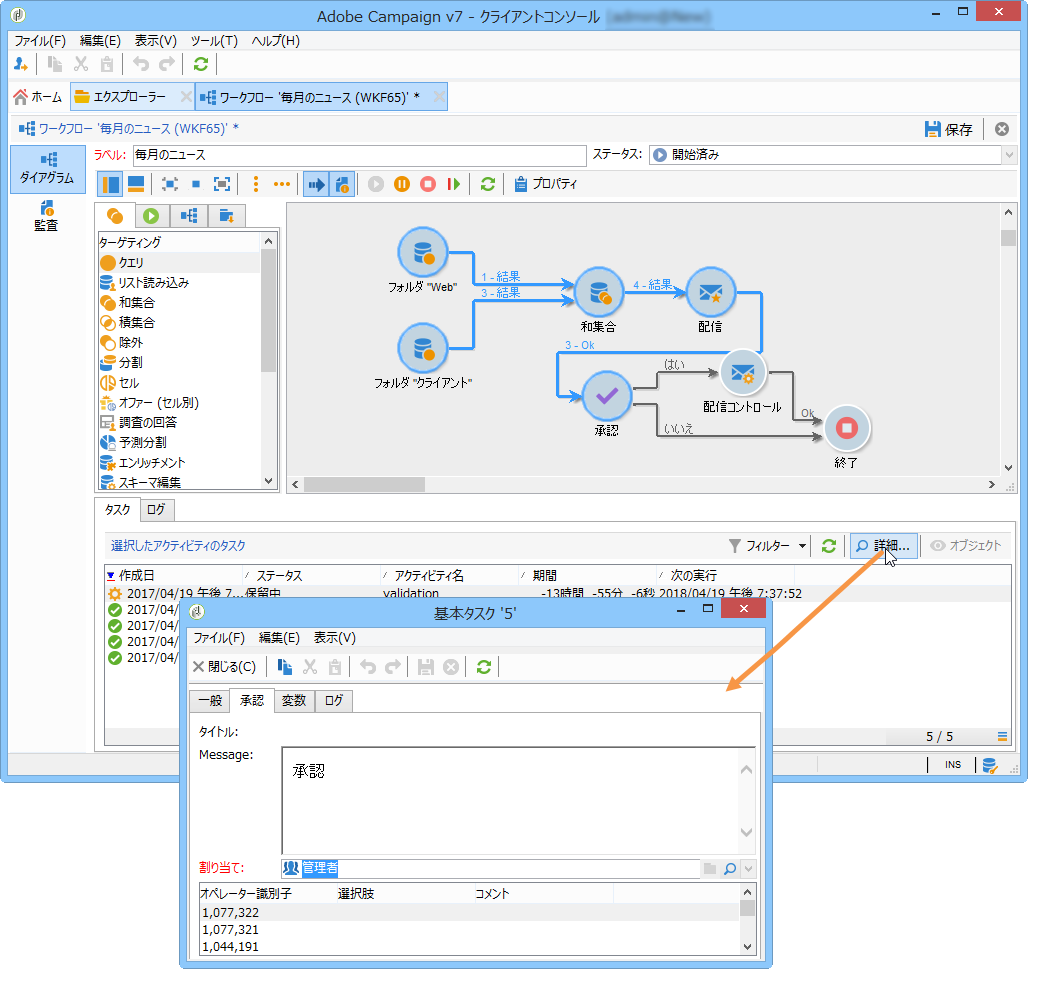 Adobe Campaign v7 - クライアントコンソール
ファイル(F) 編集(E) 表示(V) ツール(T) ヘルプ(H)
ホーム エクスプローラー ワークフロー '毎月のニュース (WKF65)' *
ワークフロー '毎月のニュース (WKF65)' * 保存
ダイアグラム
監査
ラベル: 毎月のニュース ステータス: 開始済み
プロパティ
ターゲティング
クエリ
リスト読み込み
和集合
積集合
除外
分割
セル
オファー (セル別)
調査の回答
予測分割
エンリッチメント
スキーマ編集
フォルダ "Web"
1 - 結果
3 - 結果
和集合
4 - 結果
配信
フォルダ "クライアント"
3 - Ok
承認
はい
いいえ
配信コントロール
Ok
終了
タスク ログ
選択したアクティビティのタスク フィルター 詳細... オブジェクト
作成日 ステータス アクティビティ名 期間 次の実行
2017/04/19 午後 7... 保留中 validation -13時間 -55分 -6秒 2018/04/19 午後 7:37:52
2017/04/
2017/04/
2017/04/
2017/04/
5 / 5
INS
基本タスク '5'
ファイル(F) 編集(E) 表示(V)
閉じる(C)
一般 承認 変数 ログ
タイトル:
Message:
承認
割り当て: 管理者
オペレーター識別子 選択肢 コメント
1,077,322
1,077,321
1,044,191